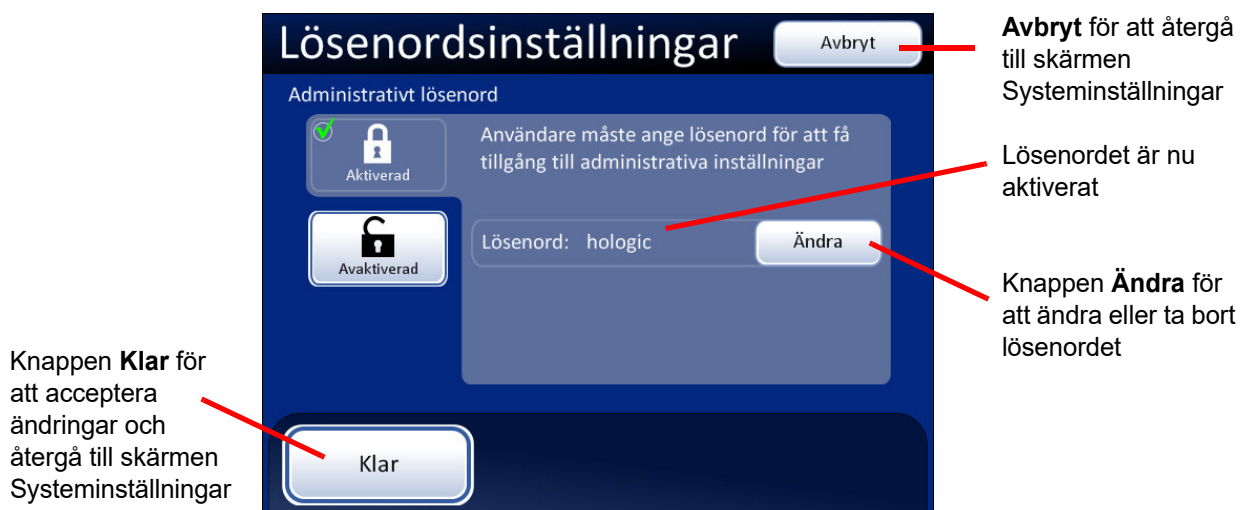 Lösenordsinställningar
Avbryt
Administrativt lösenord
Aktiverad
Användare måste ange lösenord för att få
tillgång till administrativa inställningar
Avaktiverad
Lösenord: hologic
Ändra
Klar
Avbryt för att återgå
till skärmen
Systeminställningar
Lösenordet är nu
aktiverat
Knappen Ändra för
att ändra eller ta bort
lösenordet
Knappen Klar för
att acceptera
ändringar och
återgå till skärmen
Systeminställningar